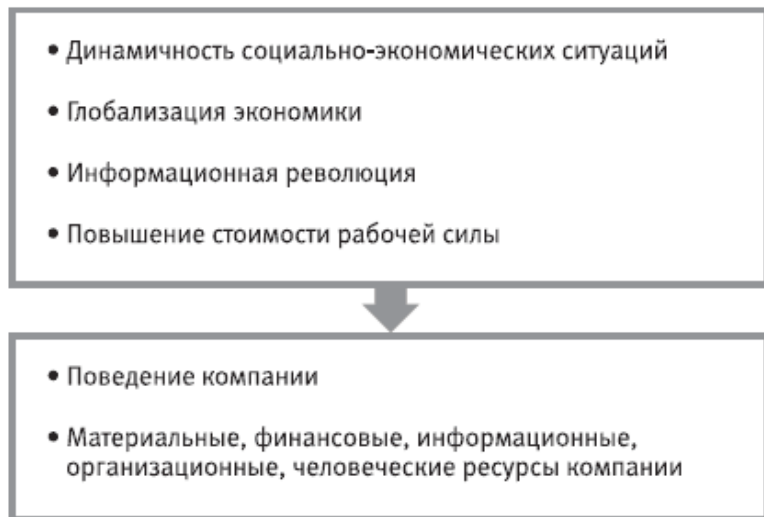 • Динамичность социально-экономических ситуаций
• Глобализация экономики
• Информационная революция
• Повышение стоимости рабочей силы
• Поведение компании
• Материальные, финансовые, информационные,
организационные, человеческие ресурсы компании